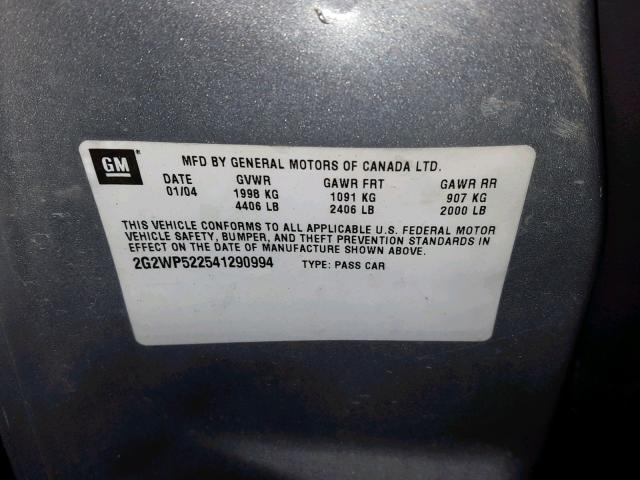 GM
MFD BY GENERAL MOTORS OF CANADA LTD.
DATE GVWR GAWR FRT GAWR RR
01/04 1998 KG 1091 KG 907 KG
4406 LB 2406 LB 2000 LB
THIS VEHICLE CONFORMS TO ALL APPLICABLE U.S. FEDERAL MOTOR
VEHICLE SAFETY, BUMPER, AND THEFT PREVENTION STANDARDS IN
EFFECT ON THE DATE OF MANUFACTURE SHOWN ABOVE.
2G2WP522541290994 TYPE: PASS CAR